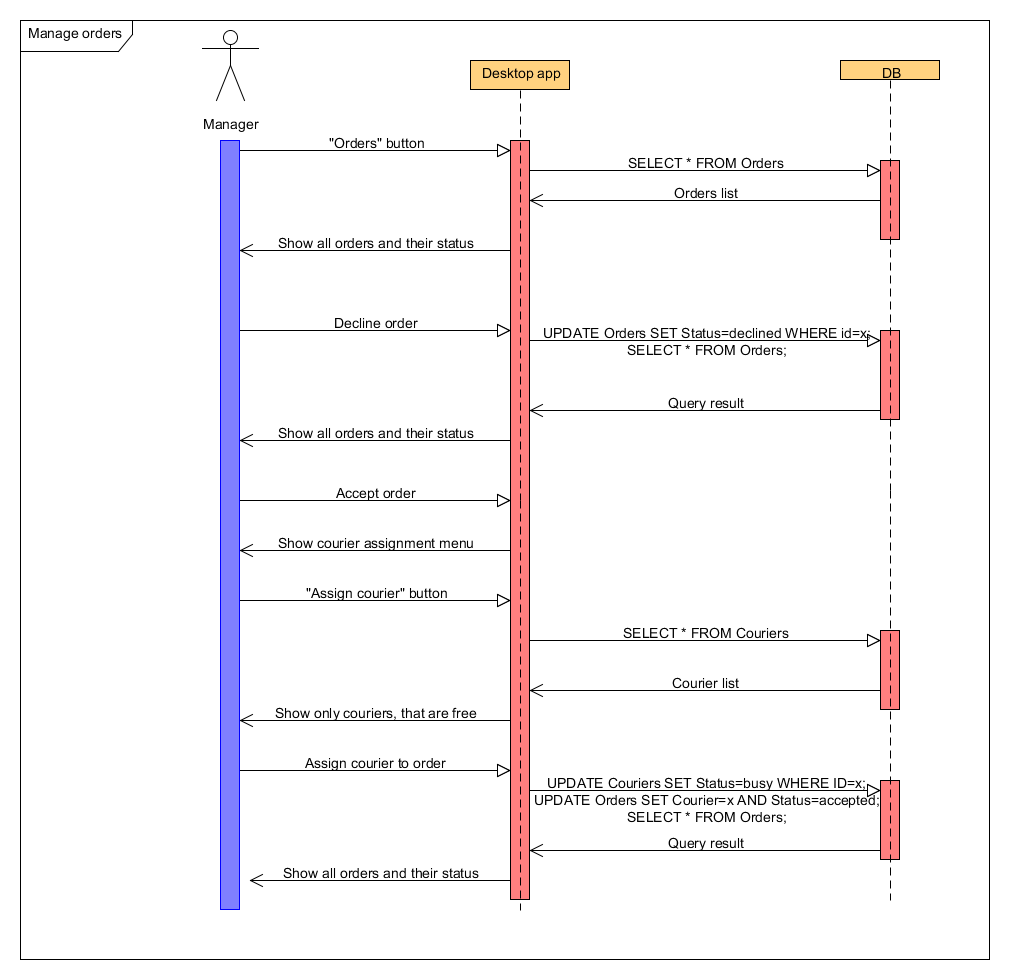 Manage orders
Manager
Desktop app
DB
"Orders" button
SELECT * FROM Orders
Orders list
Show all orders and their status
Decline order
UPDATE Orders SET Status=declined WHERE id=x;
SELECT * FROM Orders;
Query result
Show all orders and their status
Accept order
Show courier assignment menu
"Assign courier" button
SELECT * FROM Couriers
Courier list
Show only couriers, that are free
Assign courier to order
UPDATE Couriers SET Status=busy WHERE ID=x;
UPDATE Orders SET Courier=x AND Status=accepted;
SELECT * FROM Orders;
Query result
Show all orders and their status